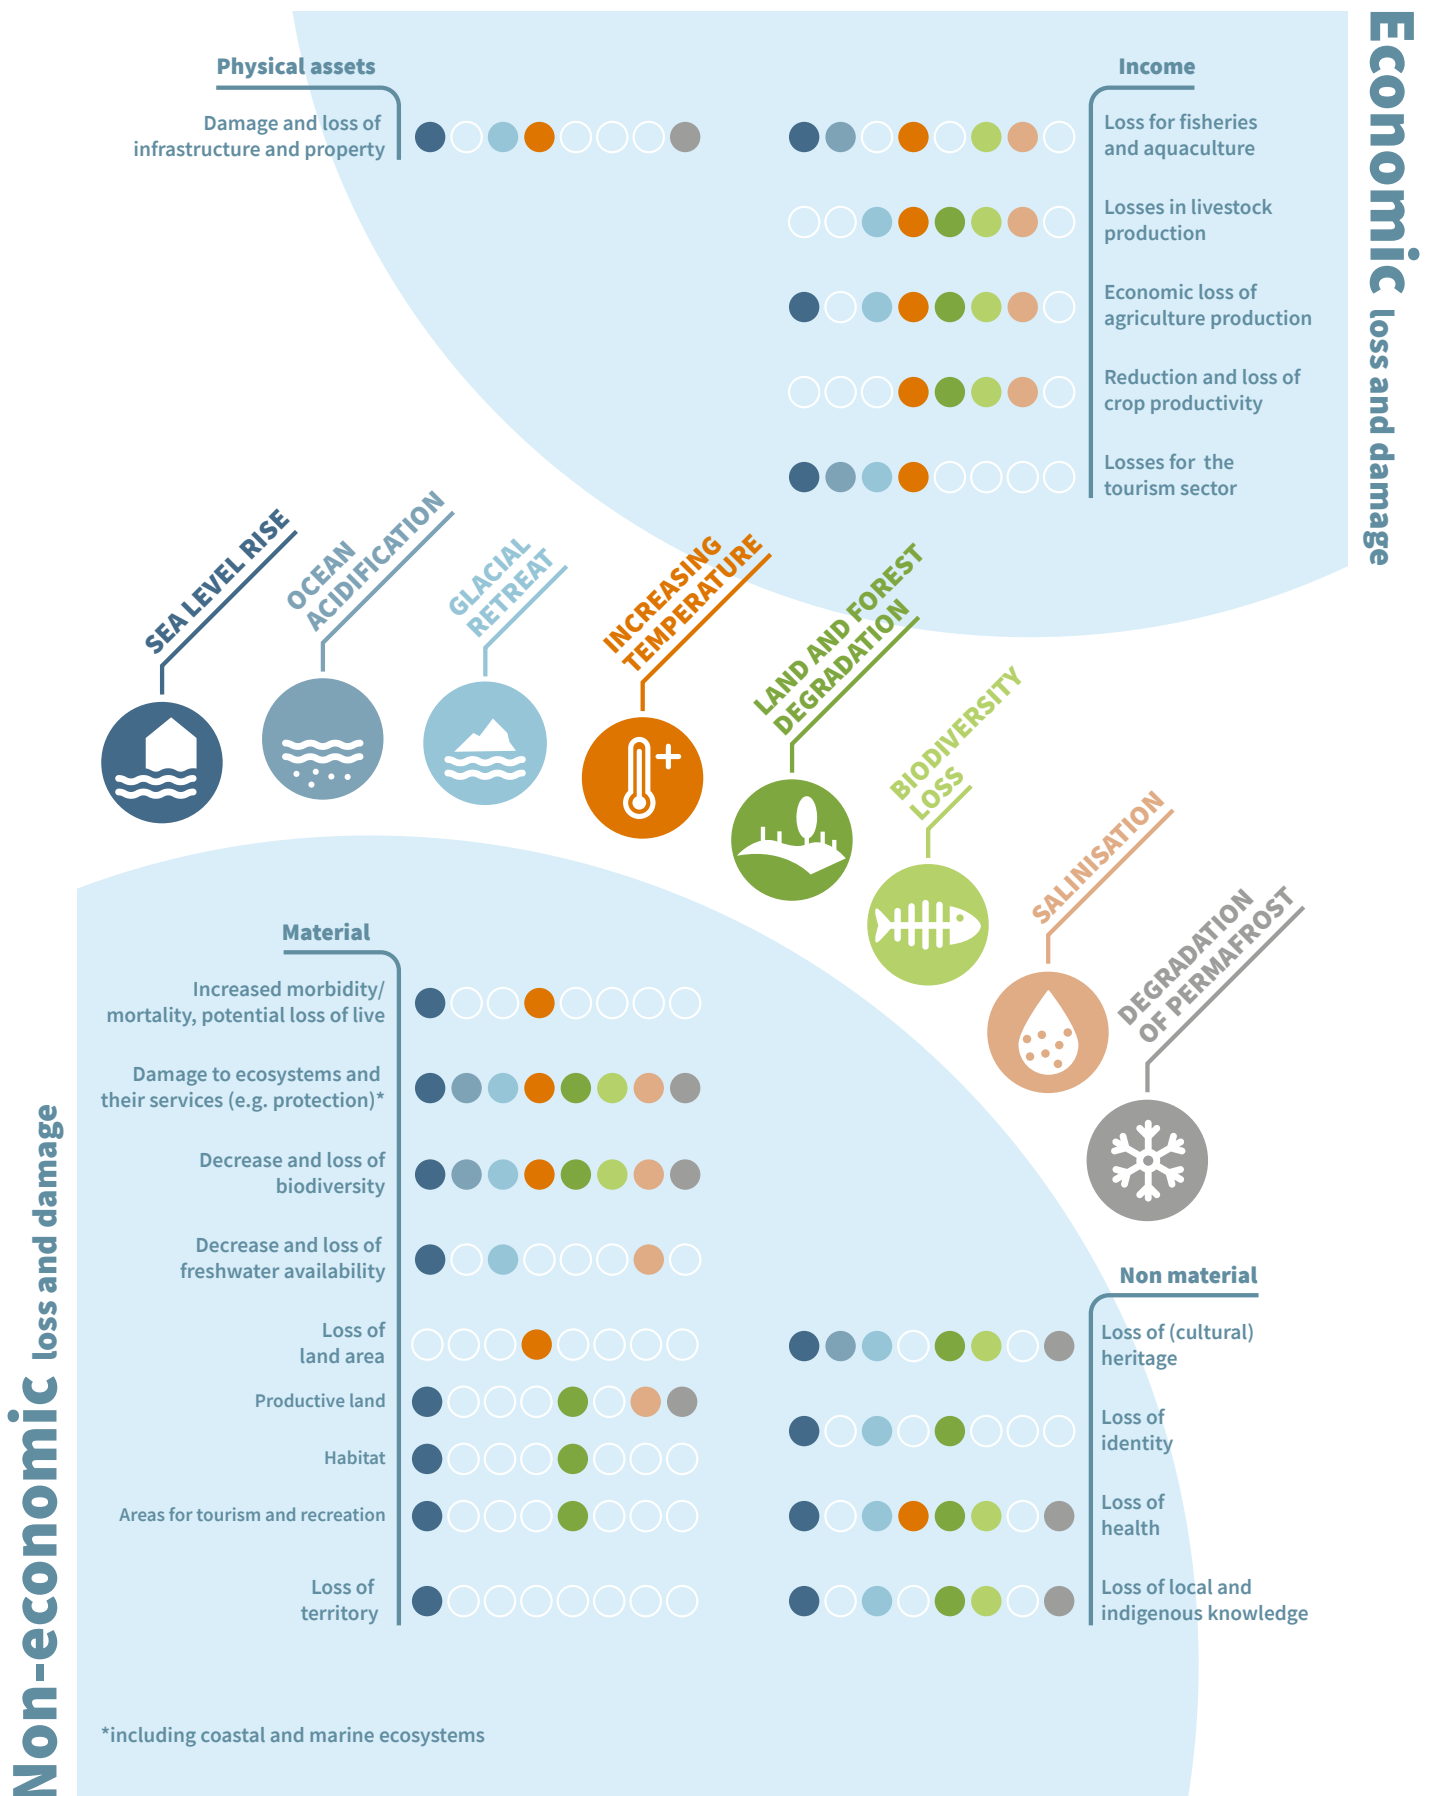 Economic loss and damage
Physical assets
Damage and loss of
infrastructure and property
Income
Loss for fisheries
and aquaculture
Losses in livestock
production
Economic loss of
agriculture production
Reduction and loss of
crop productivity
Losses for the
tourism sector
SEA LEVEL RISE
OCEAN
ACIDIFICATION
GLACIAL
RETREAT
INCREASING
TEMPERATURE
LAND AND FOREST
DEGRADATION
BIODIVERSITY
LOSS
SALINISATION
DEGRADATION
OF PERMAFROST
Non-economic loss and damage
Material
Increased morbidity/
mortality, potential loss of live
Damage to ecosystems and
their services (e.g. protection)*
Decrease and loss of
biodiversity
Decrease and loss of
freshwater availability
Loss of
land area
Productive land
Habitat
Areas for tourism and recreation
Loss of
territory
Non material
Loss of (cultural)
heritage
Loss of
identity
Loss of
health
Loss of local and
indigenous knowledge
*including coastal and marine ecosystems